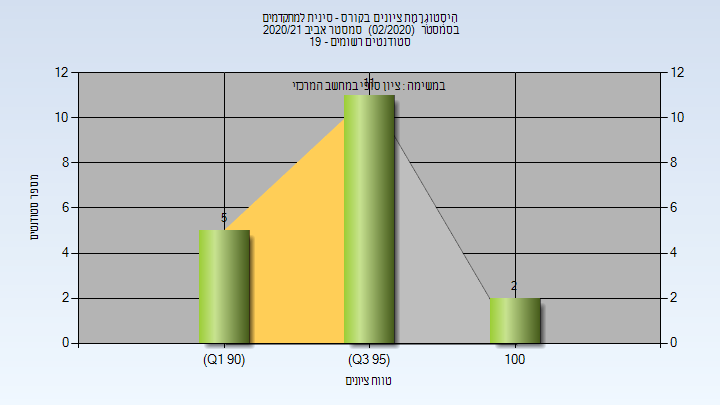 היסטוגרמת ציונים בקורס - סינית למתקדמים
בסמסטר (02/2020) סמסטר אביב 2020/21
סטודנטים רשומים - 19
במשימה : ציון סופי במחשב המרכזי
12 12
11
10 10
8 8
6 6
5
4 4
2 2
2
0 0
מספר סטודנטים
(Q1 90) (Q3 95) 100
טווח ציונים